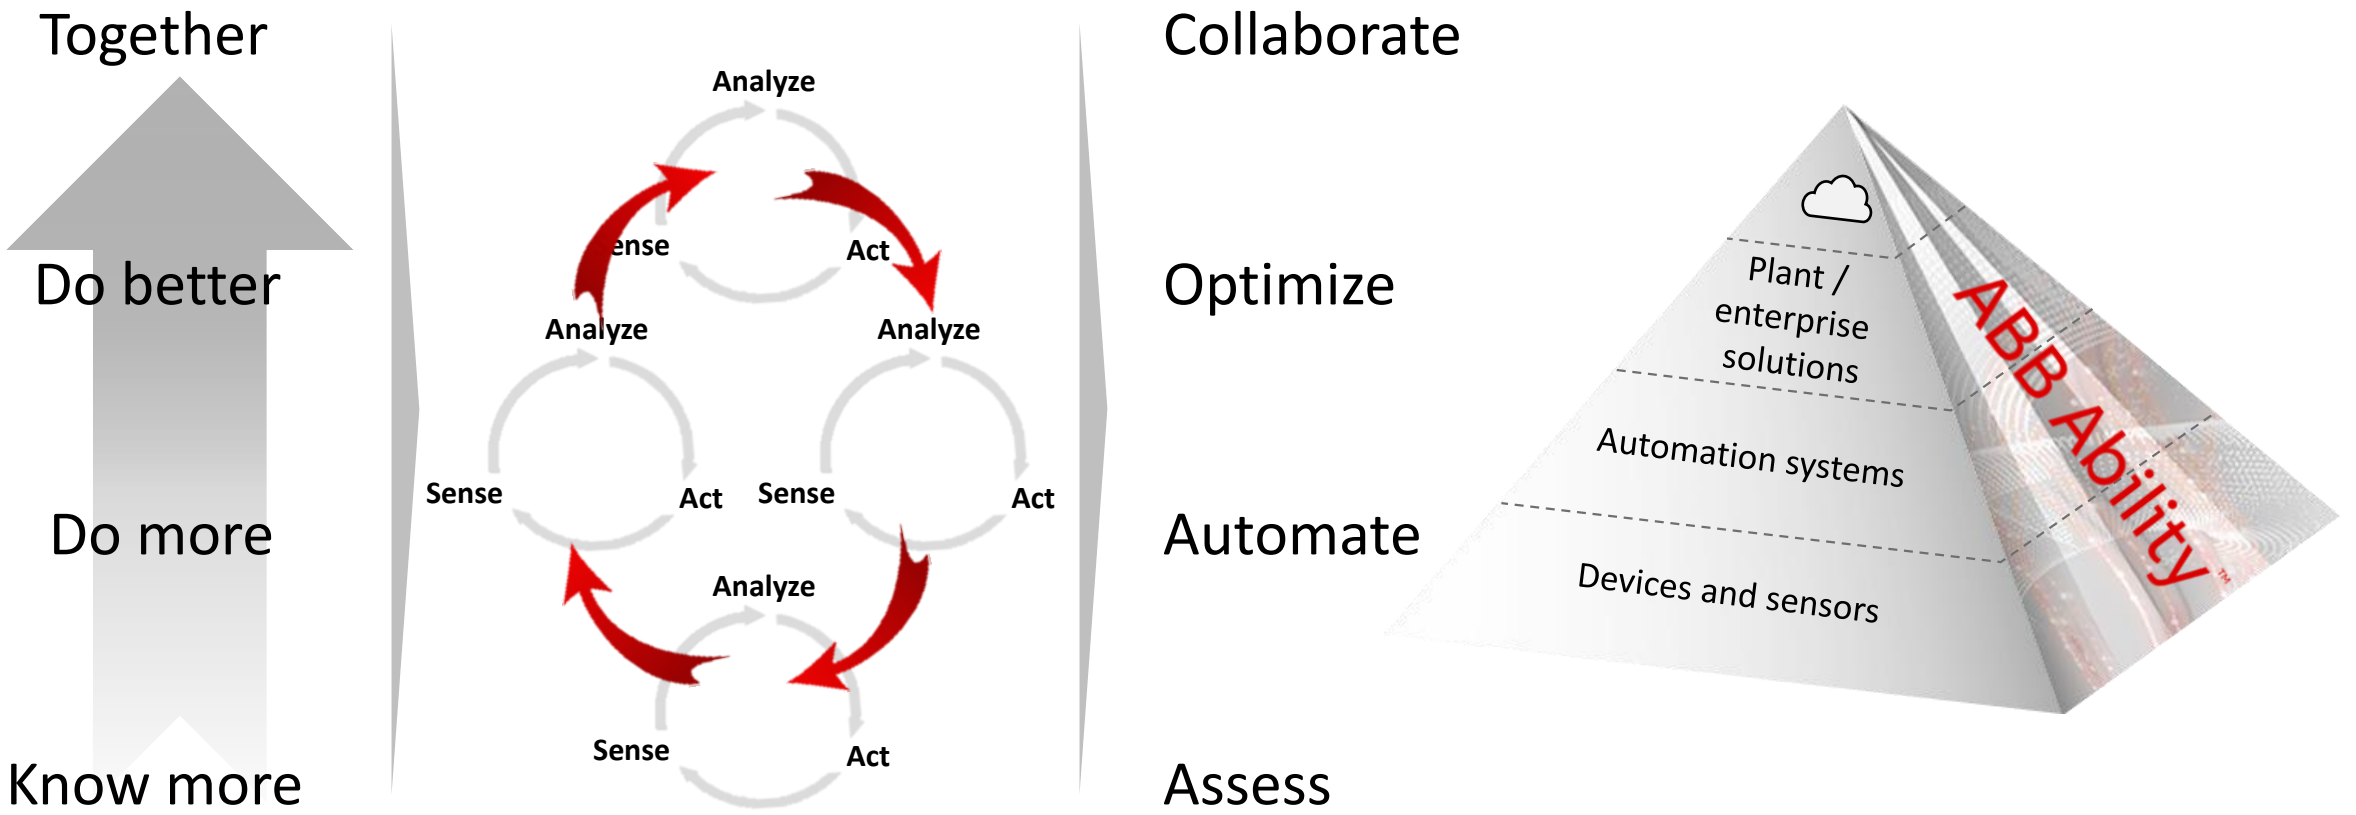 Together
Do better
Do more
Know more
Analyze
ense
Act
Analyze
Analyze
Sense
Act
Sense
Act
Analyze
Sense
Act
Collaborate
Optimize
Automate
Assess
Plant /
enterprise
solutions
Automation systems
Devices and sensors
ABB Ability™